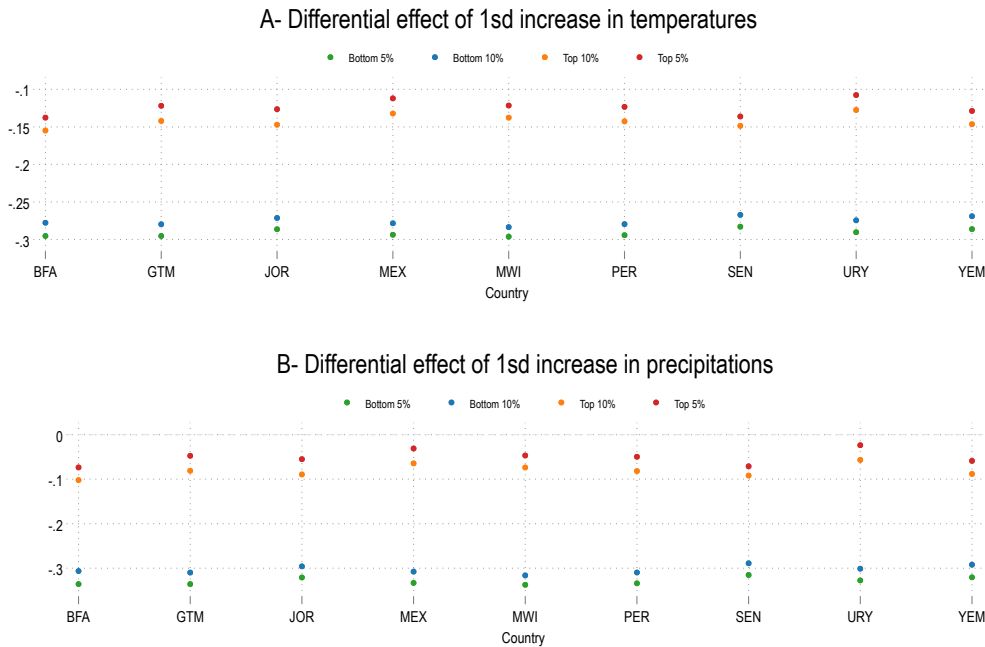 A- Differential effect of 1sd increase in temperatures
Bottom 5% Bottom 10% Top 10% Top 5%
-.1
-.15
-.2
-.25
-.3
BFA GTM JOR MEX MWI PER SEN URY YEM
Country
B- Differential effect of 1sd increase in precipitations
Bottom 5% Bottom 10% Top 10% Top 5%
0
-.1
-.2
-.3
BFA GTM JOR MEX MWI PER SEN URY YEM
Country